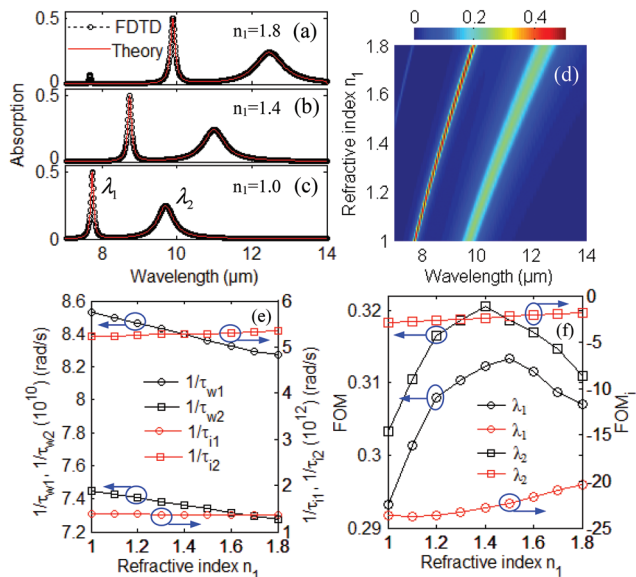 FDTD
Theory
n1=1.8 (a)
0.5
0
n1=1.4 (b)
0.5
0
n1=1.0 (c)
0.5
0
λ1 λ2
8 10 12 14
Absorption
Wavelength (μm)
0 0.2 0.4
(d)
1.8
1.6
1.4
1.2
1
8 10 12 14
Refractive index n1
Wavelength (μm)
(e)
8.6
8.4
8.2
8
7.8
7.6
7.4
7.2
6
5
4
3
2
1
1/τw1
1/τw2
1/τi1
1/τi2
1 1.2 1.4 1.6 1.8
Refractive index n1
1/τw1, 1/τw2 (10^10) (rad/s)
1/τi1, 1/τi2 (10^12) (rad/s)
(f)
0.32
0.31
0.3
0.29
0
-5
-10
-15
-20
-25
λ1
λ1
λ2
λ2
1 1.2 1.4 1.6 1.8
Refractive index n1
FOM
FOMi